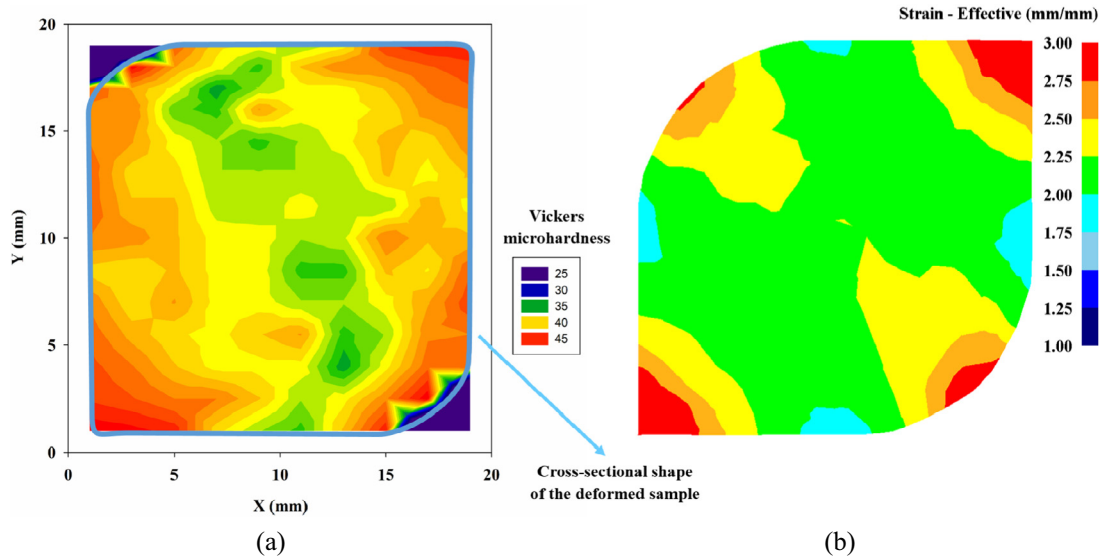 20
15
10
5
0
Y (mm)
0
5
10
15
20
X (mm)
Vickers
microhardness
25
30
35
40
45
Cross-sectional shape
of the deformed sample
Strain - Effective (mm/mm)
3.00
2.75
2.50
2.25
2.00
1.75
1.50
1.25
1.00
(a)
(b)